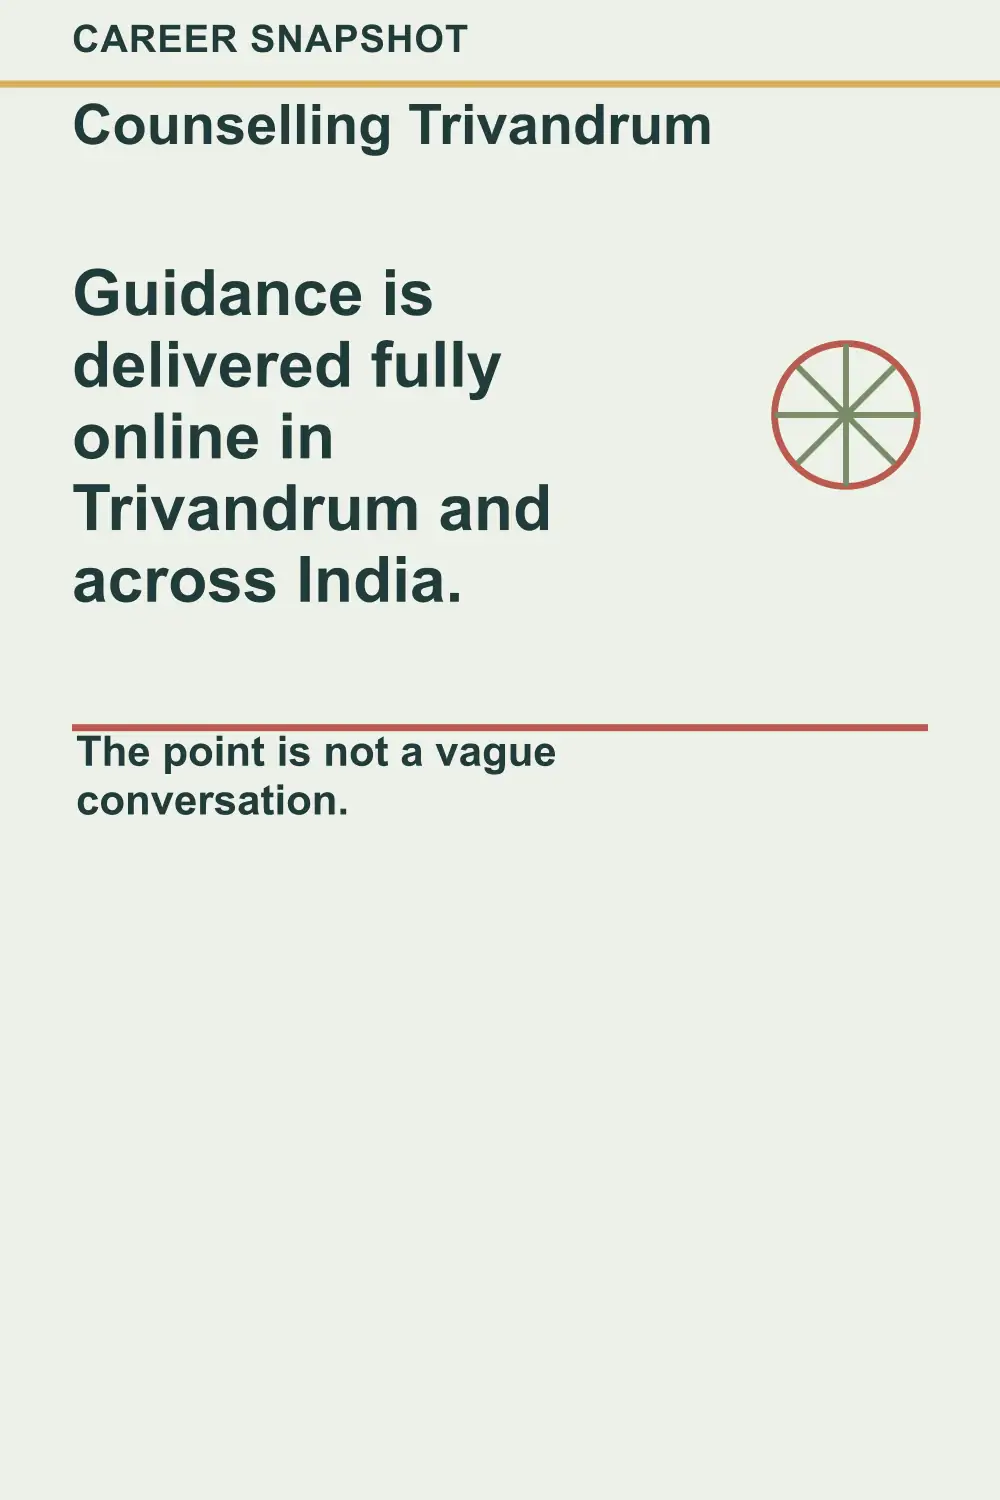 CAREER SNAPSHOT
Counselling Trivandrum
Guidance is
delivered fully
online in
Trivandrum and
across India.
The point is not a vague
conversation.